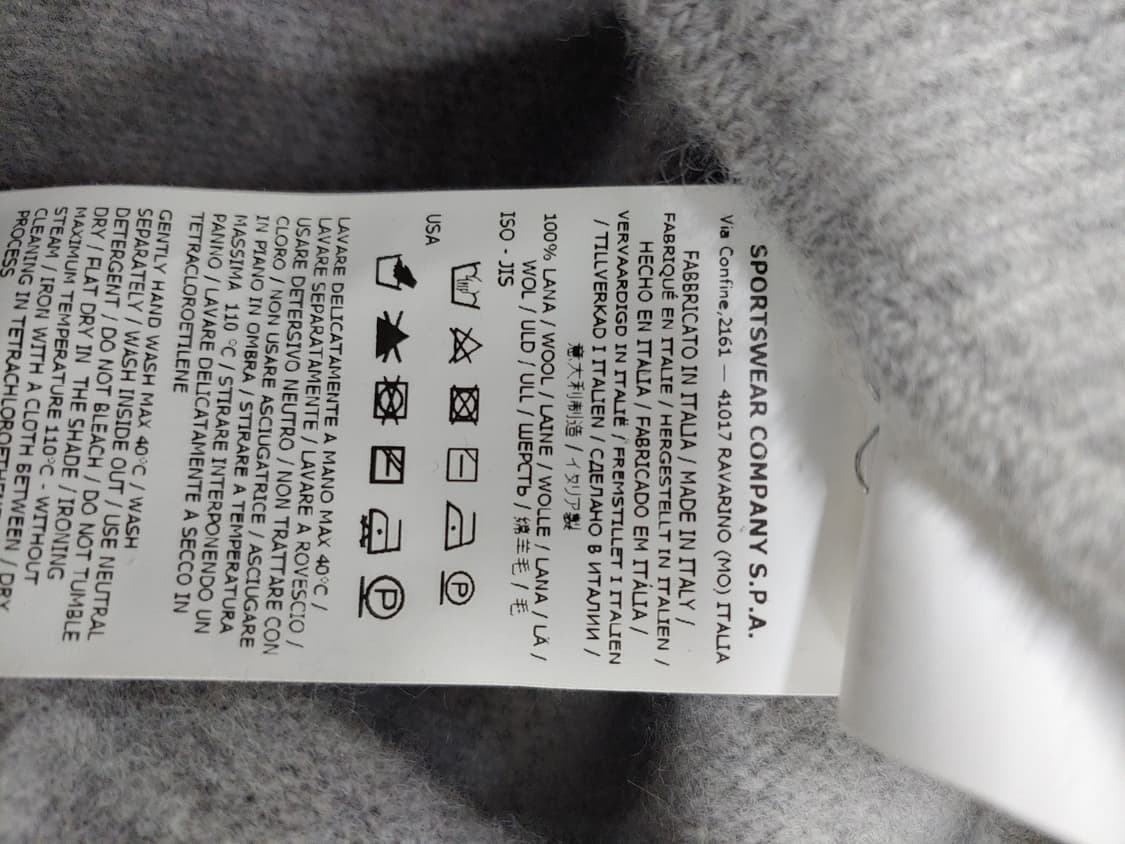 SPORTSWEAR COMPANY S.P.A.
Via Confine,2161 — 41017 RAVARINO (MO) ITALIA
FABBRICATO IN ITALIA / MADE IN ITALY /
FABRIQUÉ EN ITALIE / HERGESTELLT IN ITALIEN /
HECHO EN ITALIA / FABRICADO EM ITÁLIA /
VERVAARDIGD IN ITALIË / FREMSTILLET I ITALIEN
/ TILLVERKAD I ITALIEN / СДЕЛАНО В ИТАЛИИ /
意大利制造 / イタリア製
100% LANA / WOOL / LAINE / WOLLE / LANA / LÃ /
WOL / ULD / ULL / ШЕРСТЬ / 绵羊毛 / 毛
ISO - JIS
USA
LAVARE DELICATAMENTE A MANO MAX 40°C /
LAVARE SEPARATAMENTE / LAVARE A ROVESCIO /
USARE DETERSIVO NEUTRO / NON TRATTARE CON
CLORO / NON USARE ASCIUGATRICE / ASCIUGARE
IN PIANO IN OMBRA / STIRARE A TEMPERATURA
MASSIMA 110 °C / STIRARE INTERPONENDO UN
PANNO / LAVARE DELICATAMENTE A SECCO IN
TETRACLOROETILENE
GENTLY HAND WASH MAX 40°C / WASH
SEPARATELY / WASH INSIDE OUT / USE NEUTRAL
DETERGENT / DO NOT BLEACH / DO NOT TUMBLE
DRY / FLAT DRY IN THE SHADE / IRONING
MAXIMUM TEMPERATURE 110°C - WITHOUT
STEAM / IRON WITH A CLOTH BETWEEN / DRY
CLEANING IN TETRACHLOROETHENE
PROCESS